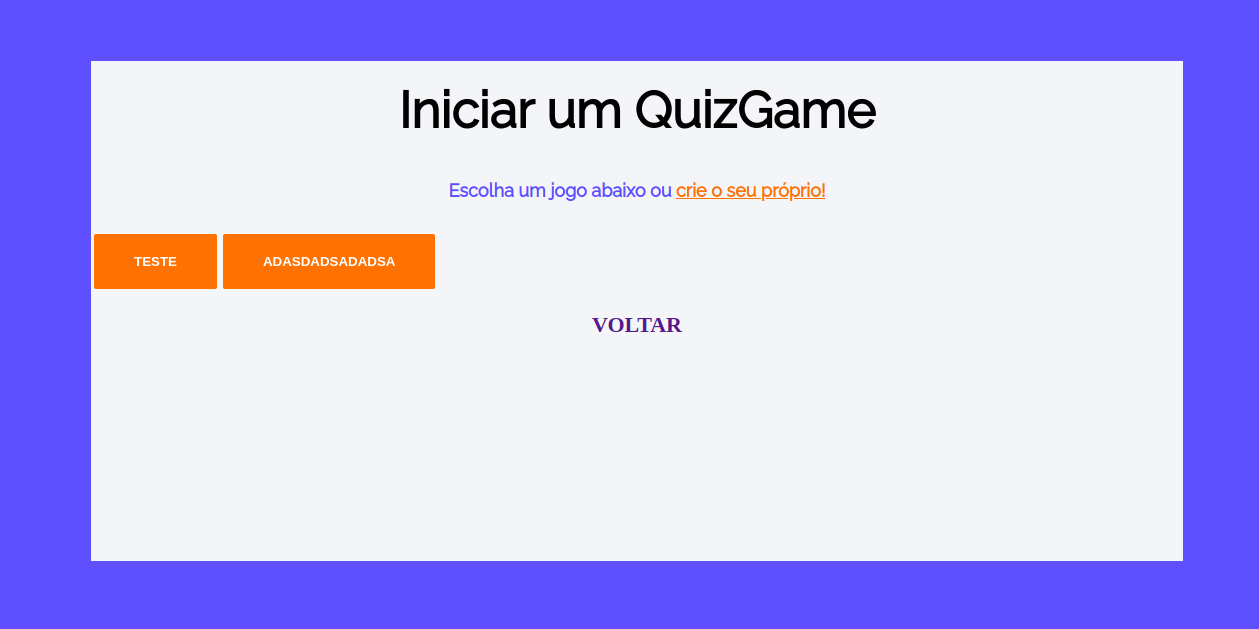 Iniciar um QuizGame
Escolha um jogo abaixo ou crie o seu próprio!
TESTE ADASDADSADADSA
VOLTAR